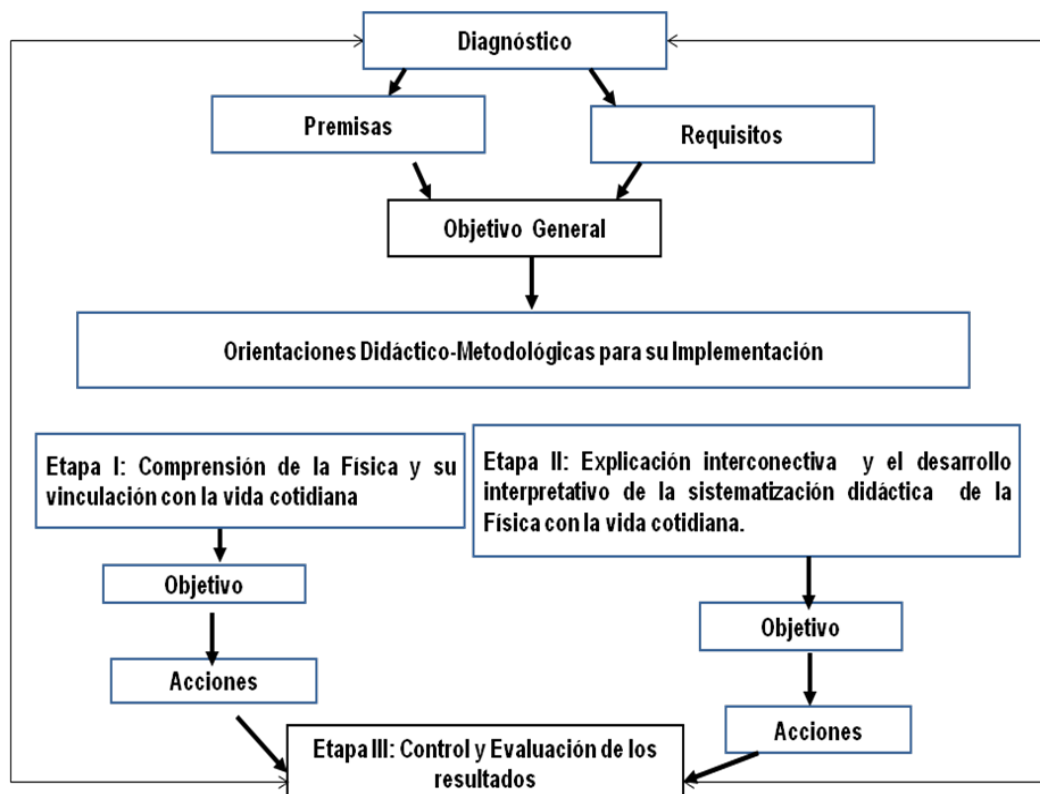 Diagnóstico
Premisas
Requisitos
Objetivo General
Orientaciones Didáctico-Metodológicas para su Implementación
Etapa I: Comprensión de la Física y su
vinculación con la vida cotidiana
Etapa II: Explicación interconectiva y el desarrollo
interpretativo de la sistematización didáctica de la
Física con la vida cotidiana.
Objetivo
Objetivo
Acciones
Acciones
Etapa III: Control y Evaluación de los
resultados